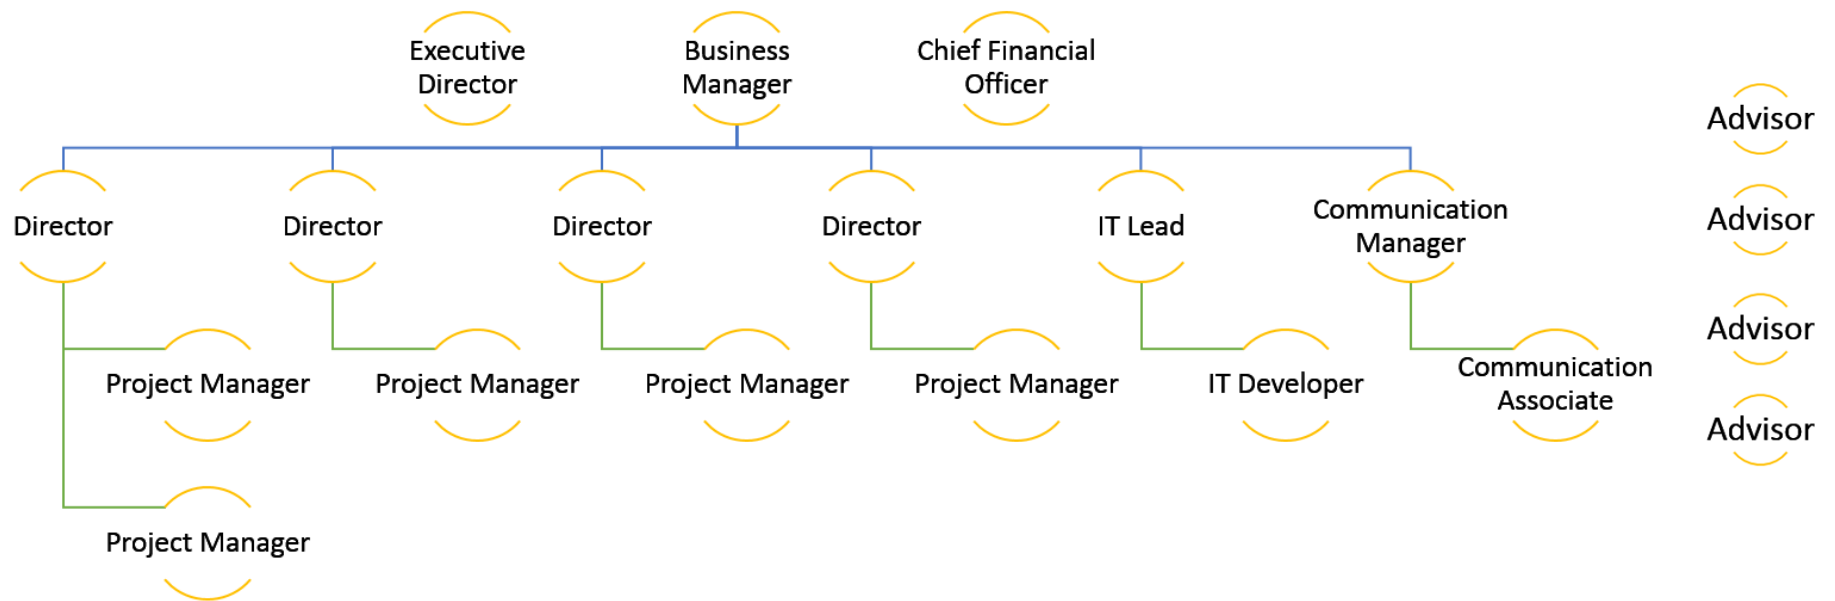 Executive
Director
Business
Manager
Chief Financial
Officer
Director
Director
Director
Director
IT Lead
Communication
Manager
Project Manager
Project Manager
Project Manager
Project Manager
IT Developer
Communication
Associate
Project Manager
Advisor
Advisor
Advisor
Advisor